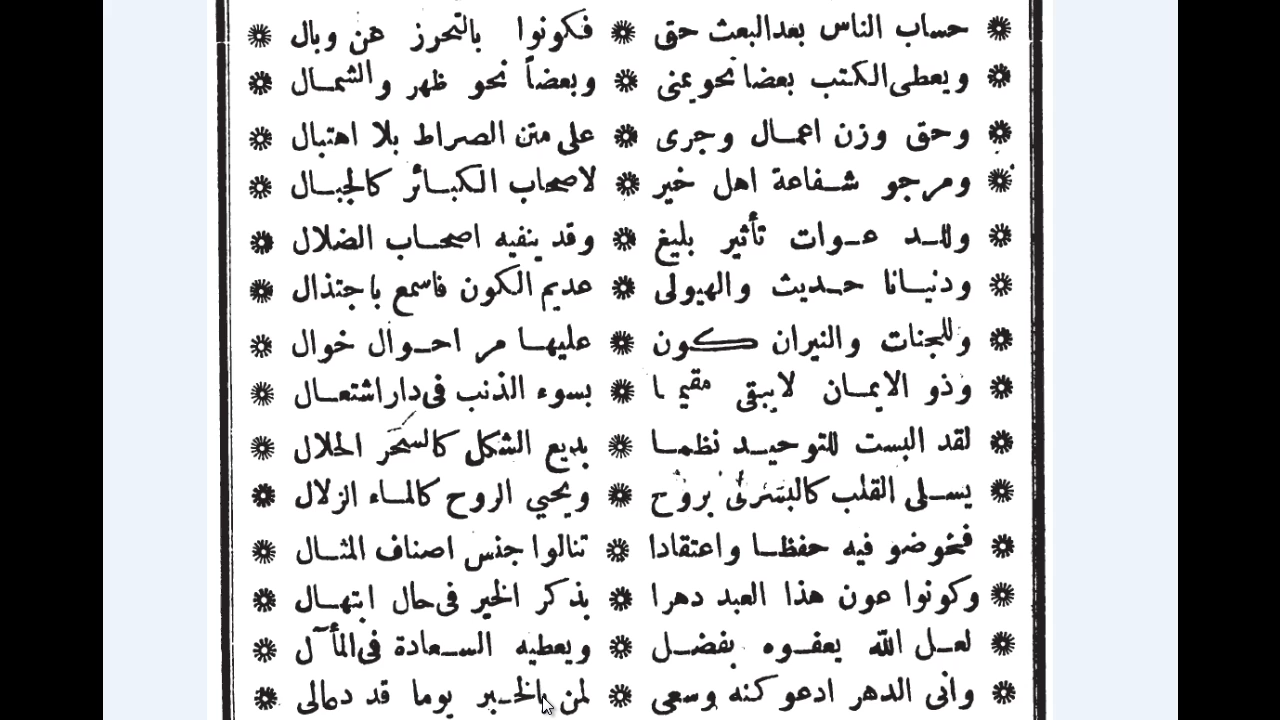 حساب الناس بعد البعث حق فكونوا بالتحرز عن وبال
ويعطى الكتب بعضا نحو يمنى وبعضاً نحو ظهر والشمال
وحق وزن اعمال وجرى على متن الصراط بلا اهتبال
ومرجو شفاعة اهل خير لاصحاب الكبائر كالجبال
وللدعوات تأثير بليغ وقد ينفيه اصحاب الضلال
ودنيانا حديث والهيولى عديم الكون فاسمع باجتذال
وللجنات والنيران كون عليها مر احوال خوال
وذو الايمان لايبقى مقيما بسوء الذنب فى دار اشتعال
لقد البست للتوحيد نظما بديع الشكل كالسحر الحلال
يسلى القلب كالبشرى بروح ويحيي الروح كالماء الزلال
فخوضو فيه حفظا واعتقادا تنالوا جنس اصناف المثال
وكونوا عون هذا العبد دهرا بذكر الخير فى حال ابتهال
لعل الله يعفوه بفضل ويعطيه السعادة فى المأل
وانى الدهر ادعو كنه وسعى لمن بالخير يوما قد دعالى